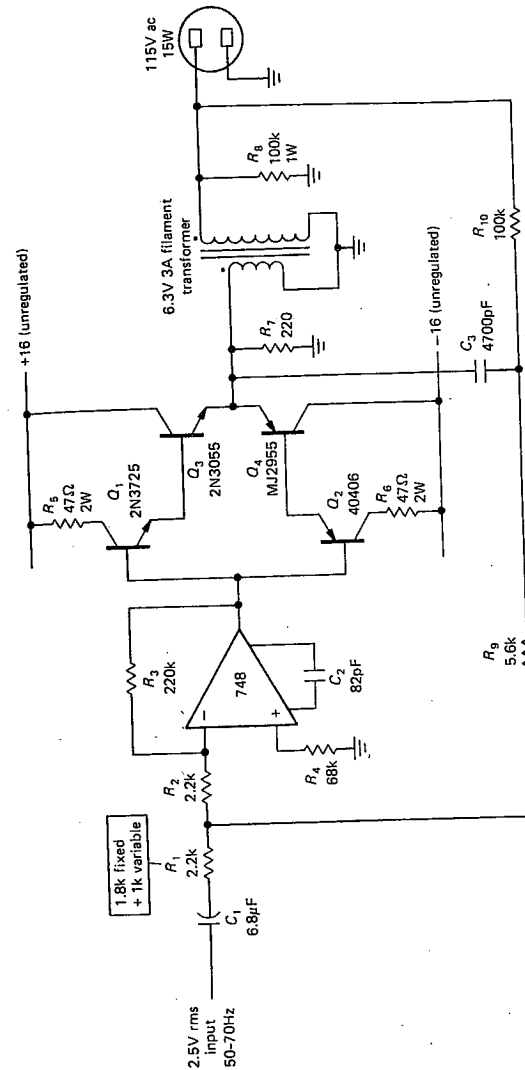 2.5V rms
input
50-70Hz
C1
6.8μF
1.8k fixed
+ 1k variable
R1
2.2k
R2
2.2k
R3
220k
−
+
748
R4
68k
C2
82pF
+16 (unregulated)
R5
47Ω
2W
Q1
2N3725
Q3
2N3055
Q4
MJ2955
Q2
40406
R6
47Ω
2W
R7
220
6.3V 3A filament
transformer
R8
100k
1W
115V ac
15W
−16 (unregulated)
C3
4700pF
R10
100k
R9
5.6k